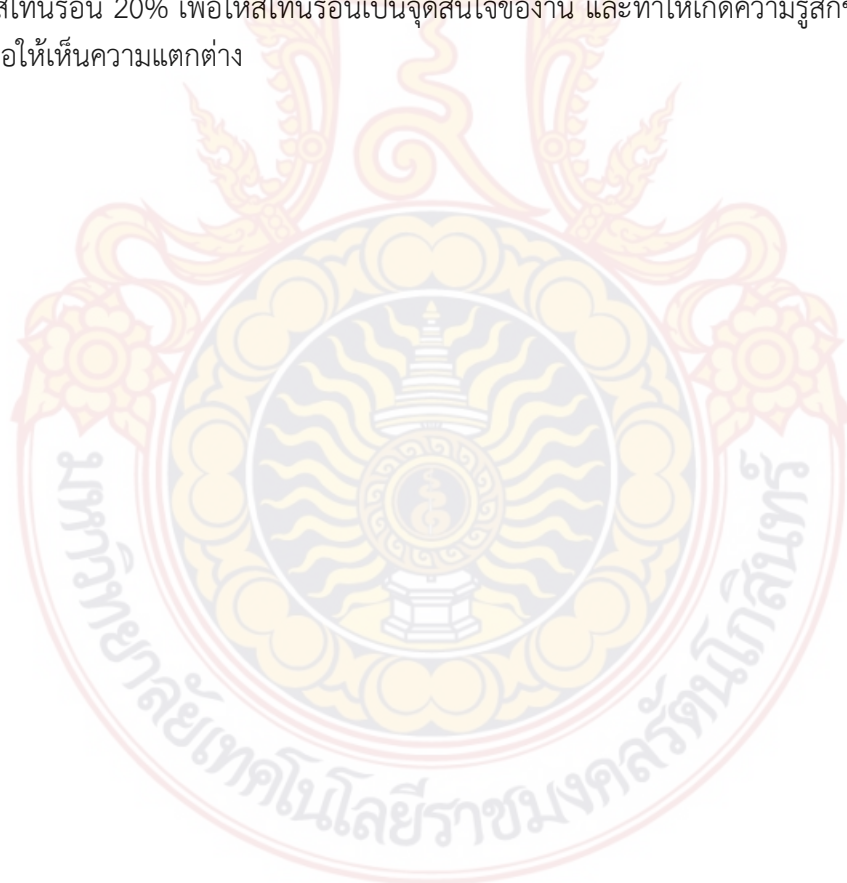 สีโทนร้อน 20% เพื่อให้สีโทนร้อนเป็นจุดสนใจของงาน และทำให้เกิดความรู้สึก
ให้เห็นความแตกต่าง
มหาวิทยาลัยเทคโนโลยีราชมงคลรัตนโกสินทร์